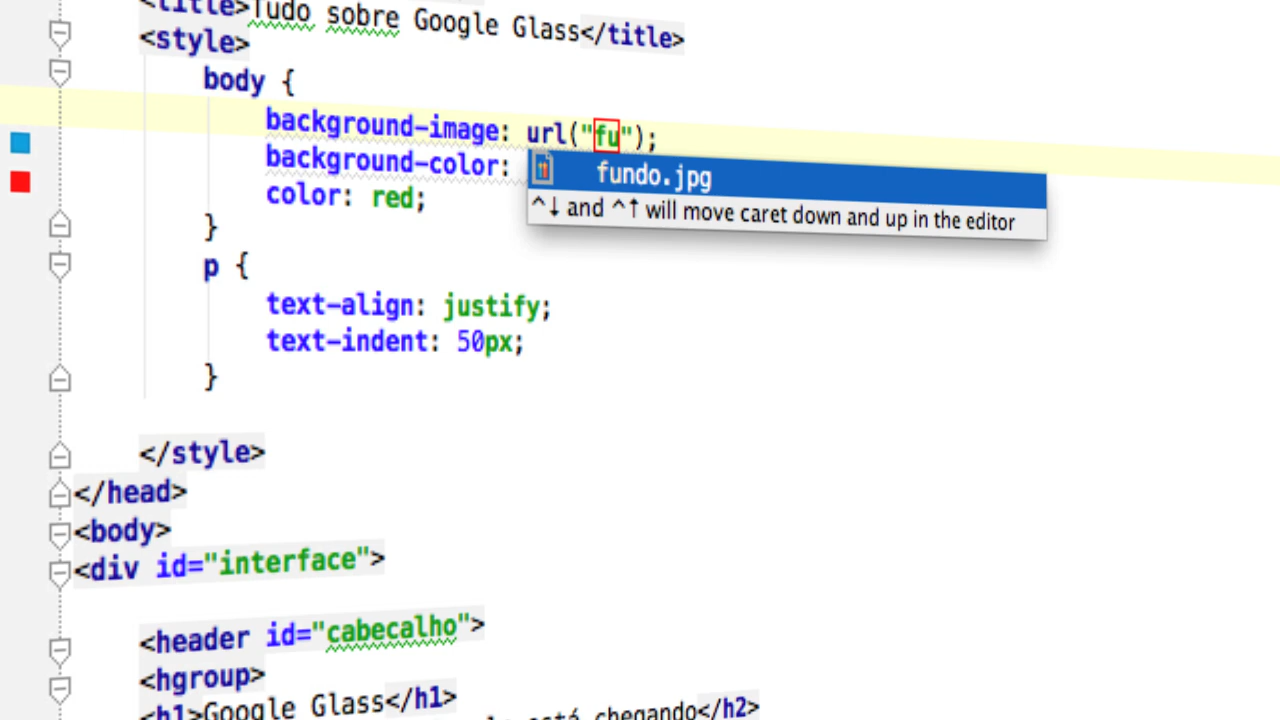 <title>Tudo sobre Google Glass</title>
<style>
body {
background-image: url("fu");
background-color:
fundo.jpg
^↓ and ^↑ will move caret down and up in the editor
color: red;
}
p {
text-align: justify;
text-indent: 50px;
}
</style>
</head>
<body>
<div id="interface">
<header id="cabecalho">
<hgroup>
<h1>Google Glass</h1>
está chegando</h2>